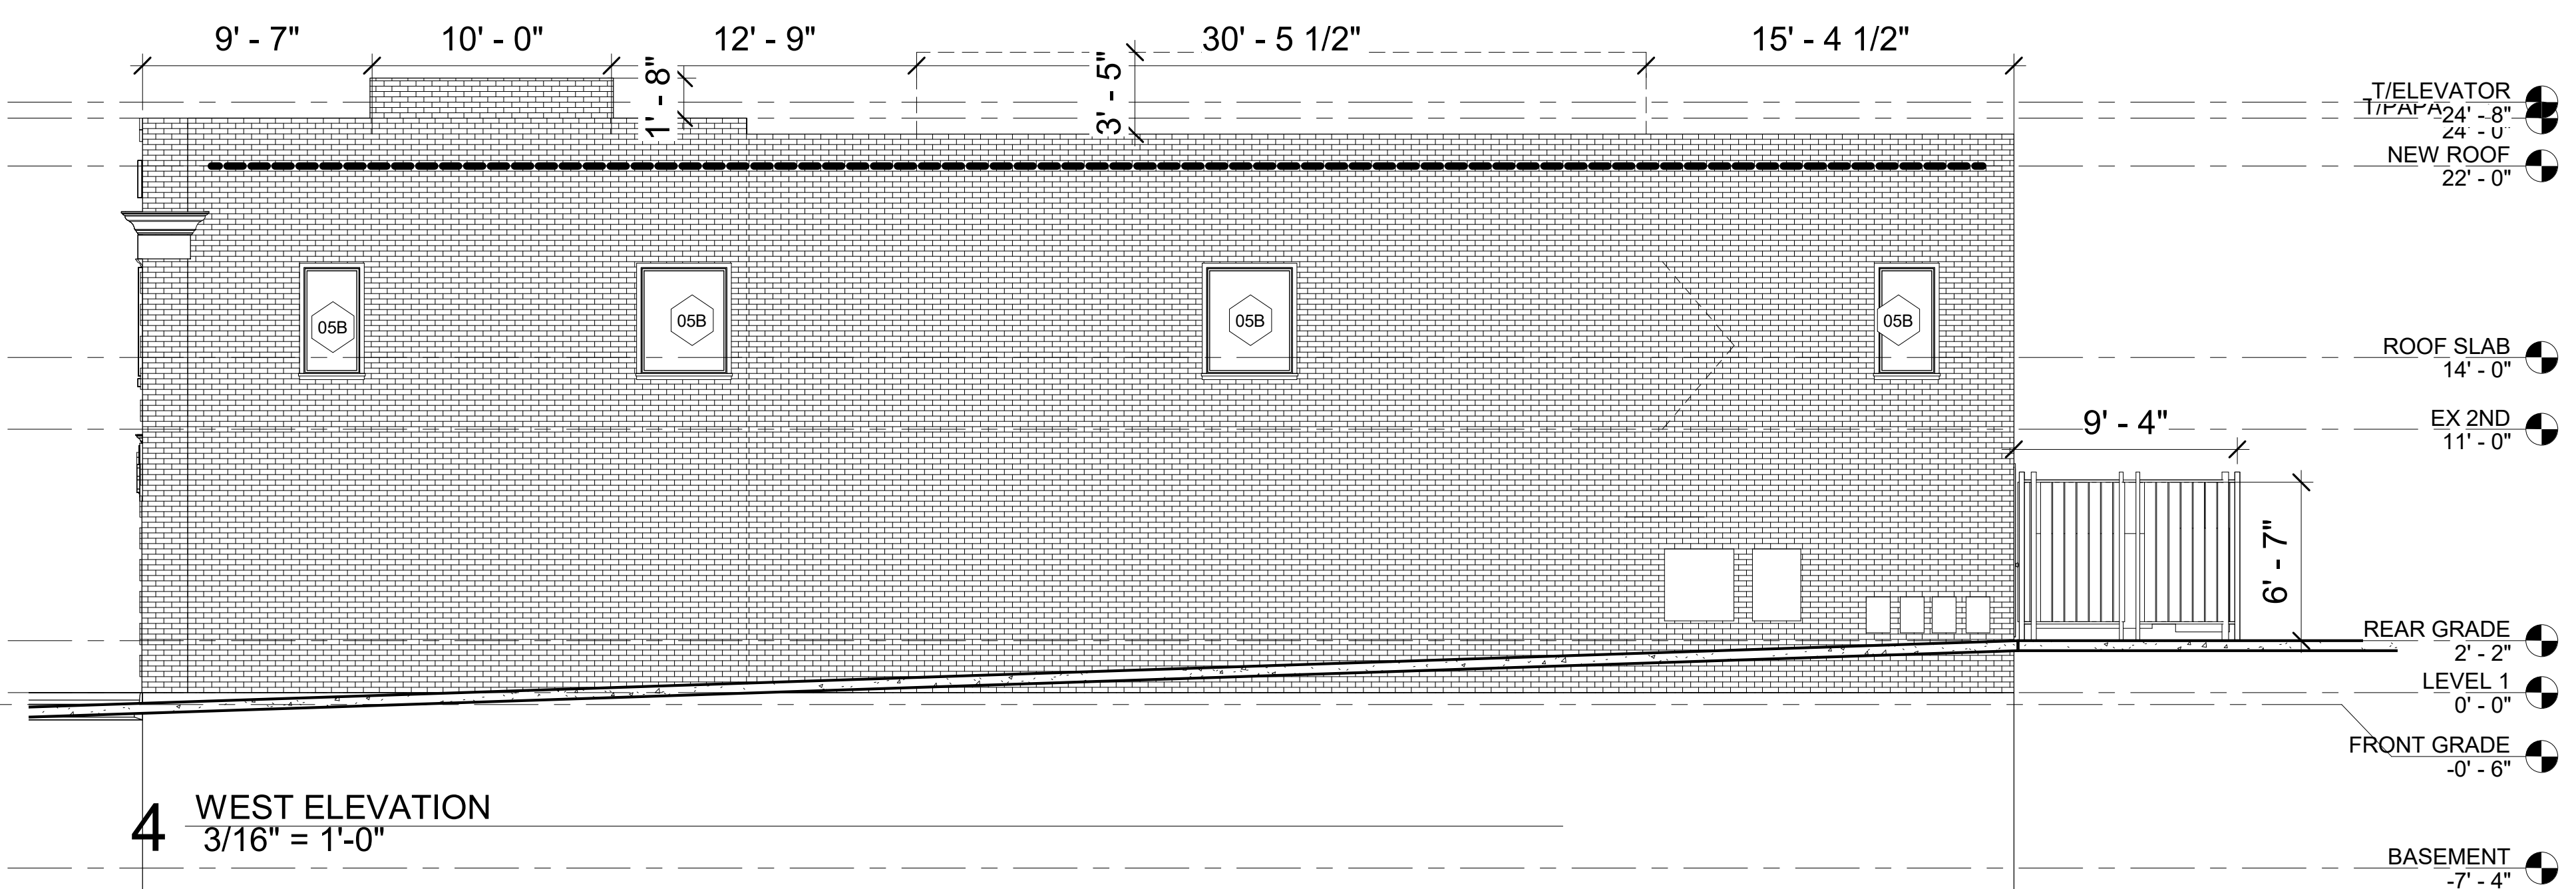 9' - 7"
10' - 0"
12' - 9"
30' - 5 1/2"
15' - 4 1/2"
1' - 8"
3' - 5"
T/ELEVATOR
24' - 8"
T/PAPA
24' - 0"
NEW ROOF
22' - 0"
05B
05B
05B
05B
ROOF SLAB
14' - 0"
EX 2ND
11' - 0"
9' - 4"
6' - 7"
REAR GRADE
2' - 2"
LEVEL 1
0' - 0"
FRONT GRADE
-0' - 6"
4 WEST ELEVATION
3/16" = 1'-0"
BASEMENT
-7' - 4"